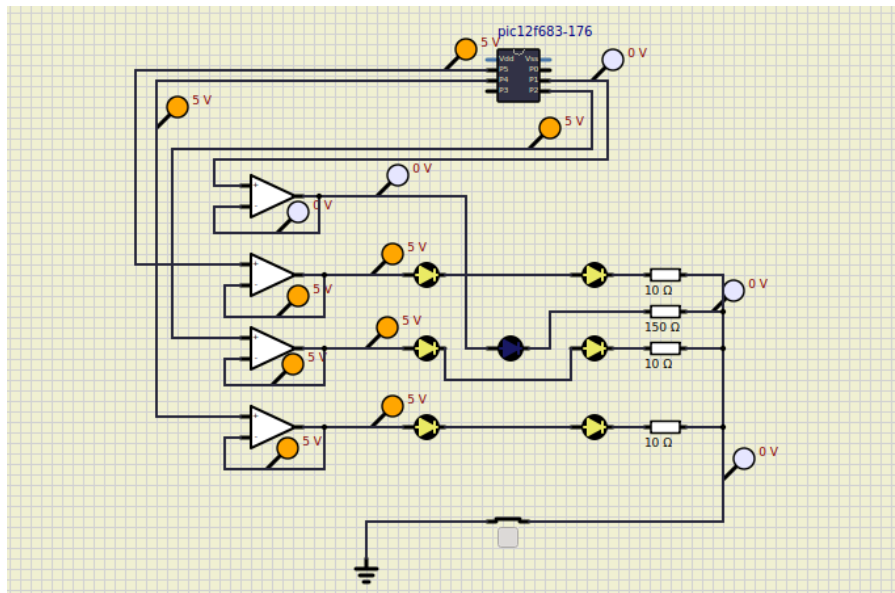 pic12f683-176
5 V
0 V
Vdd Vss
P5 P0
P4 P1
P3 P2
5 V
5 V
0 V
+
-
0 V
5 V
+
-
5 V
0 V
10 Ω
5 V
150 Ω
+
-
5 V
10 Ω
5 V
+
-
5 V
10 Ω
0 V